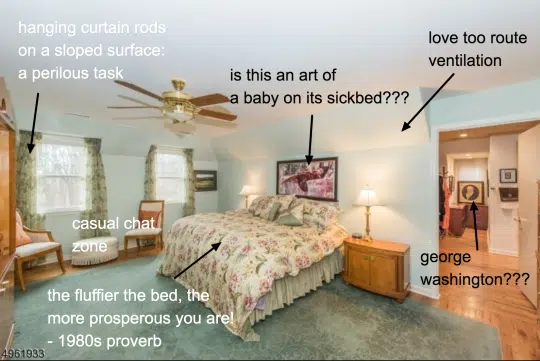 hanging curtain rods
on a sloped surface:
a perilous task
love too route
ventilation
is this an art of
a baby on its sickbed???
casual chat
zone
george
washington???
the fluffier the bed, the
more prosperous you are!
- 1980s proverb
4961933